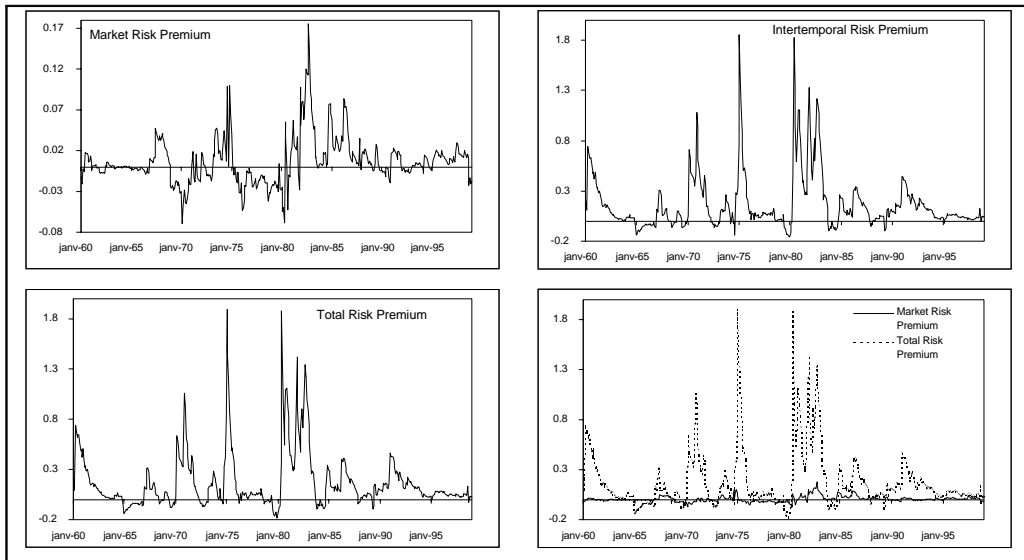 Market Risk Premium
0.17
0.12
0.07
0.02
-0.03
-0.08
janv-60 janv-65 janv-70 janv-75 janv-80 janv-85 janv-90 janv-95
Intertemporal Risk Premium
1.8
1.3
0.8
0.3
-0.2
janv-60 janv-65 janv-70 janv-75 janv-80 janv-85 janv-90 janv-95
Total Risk Premium
1.8
1.3
0.8
0.3
-0.2
janv-60 janv-65 janv-70 janv-75 janv-80 janv-85 janv-90 janv-95
Market Risk
Premium
Total Risk
Premium
1.8
1.3
0.8
0.3
-0.2
janv-60 janv-65 janv-70 janv-75 janv-80 janv-85 janv-90 janv-95